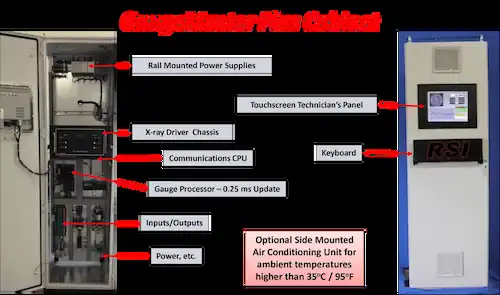 GaugeMaster Plus Cabinet
Rail Mounted Power Supplies
Touchscreen Technician's Panel
X-ray Driver Chassis
Communications CPU
Keyboard
RSI
Gauge Processor – 0.25 ms Update
Inputs/Outputs
Power, etc.
Optional Side Mounted
Air Conditioning Unit for
ambient temperatures
higher than 35°C / 95°F